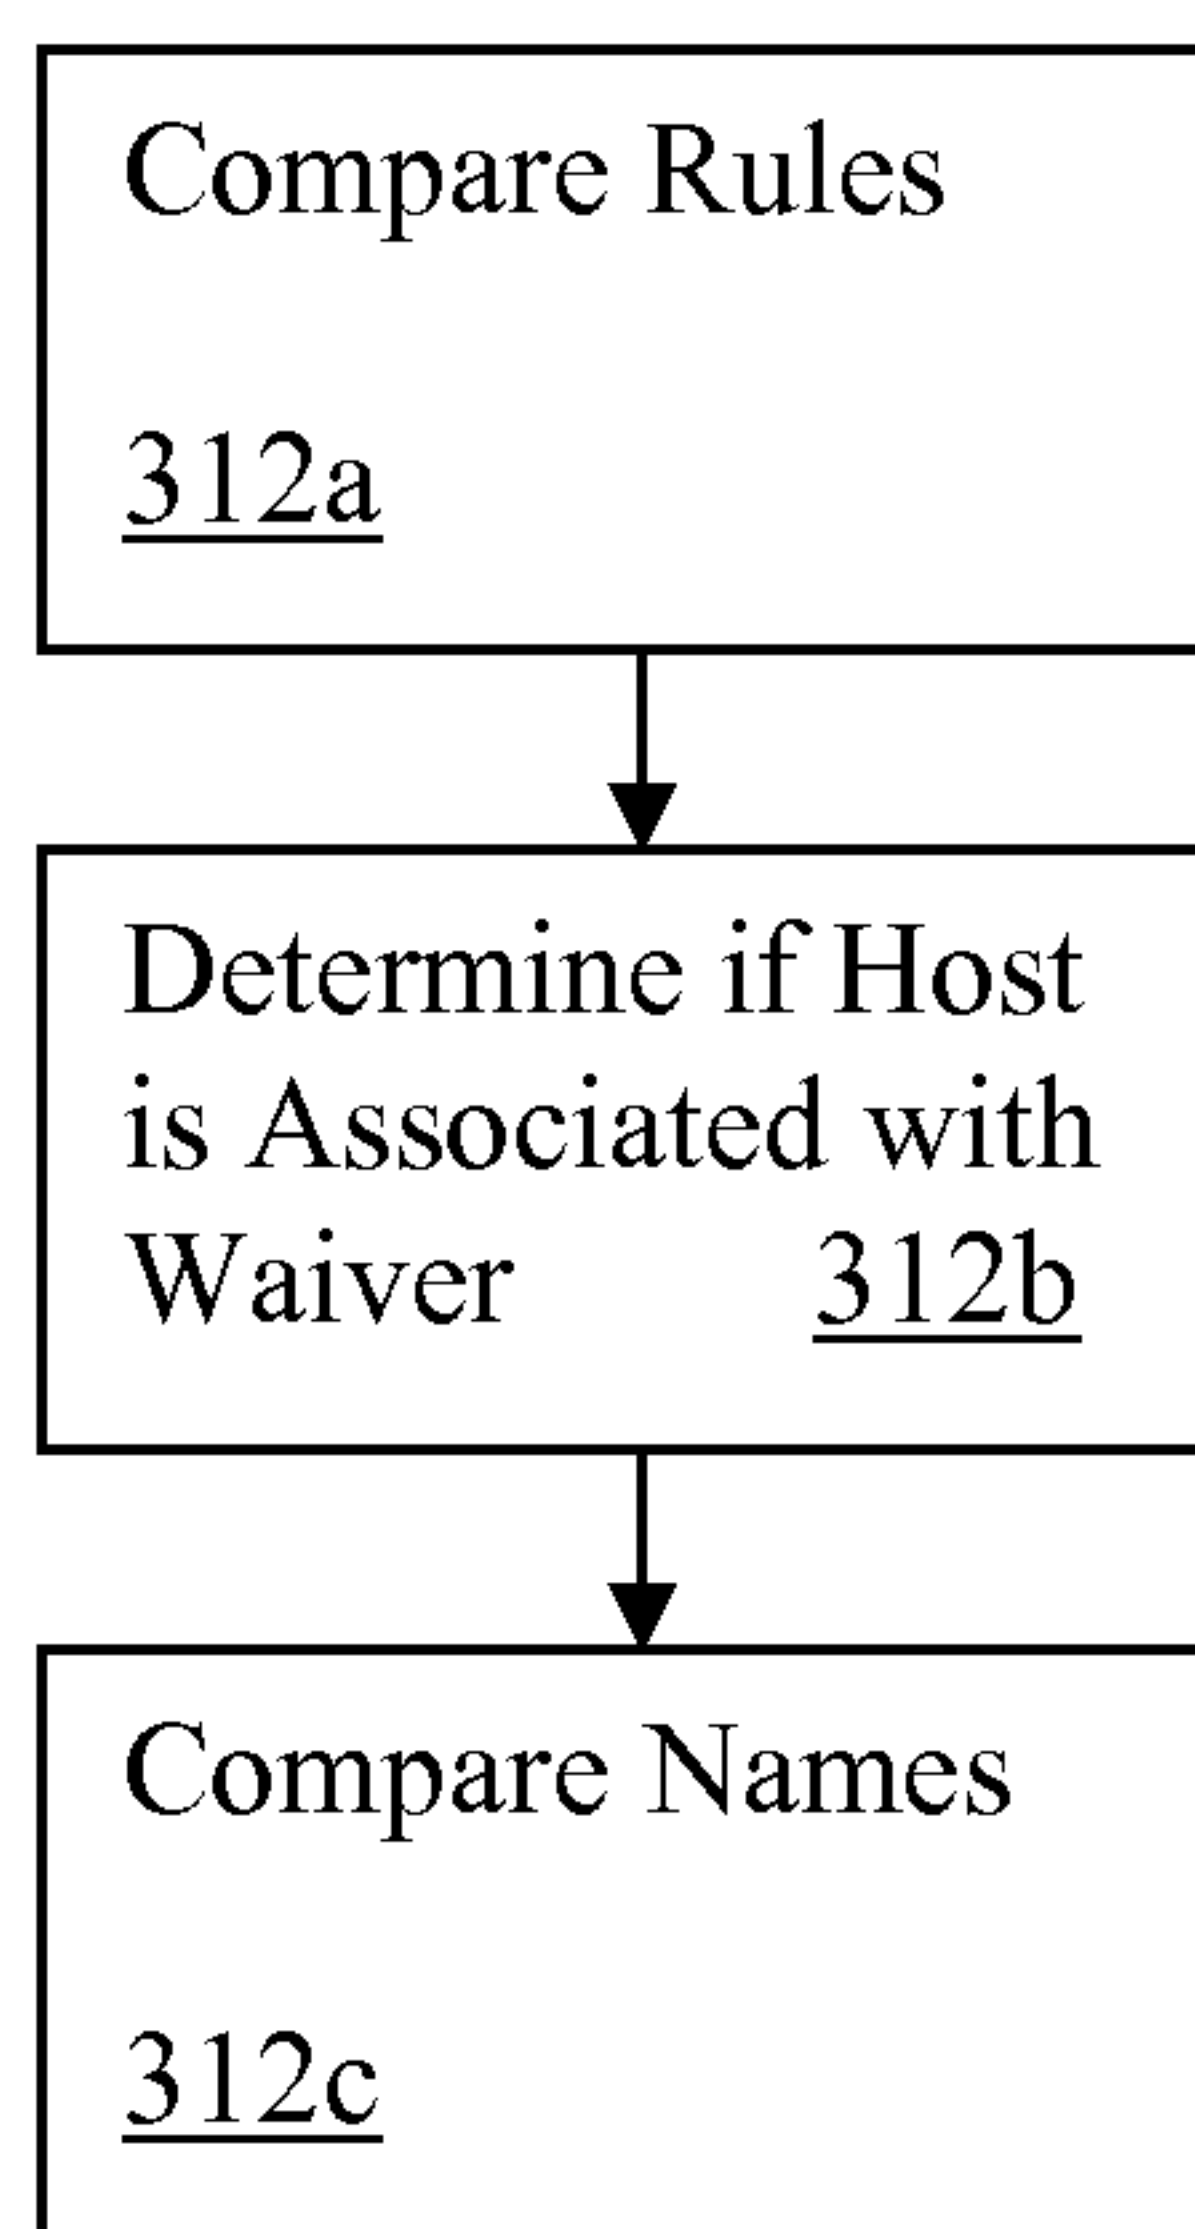 Compare Rules
312a
Determine if Host
is Associated with
Waiver 312b
Compare Names
312c